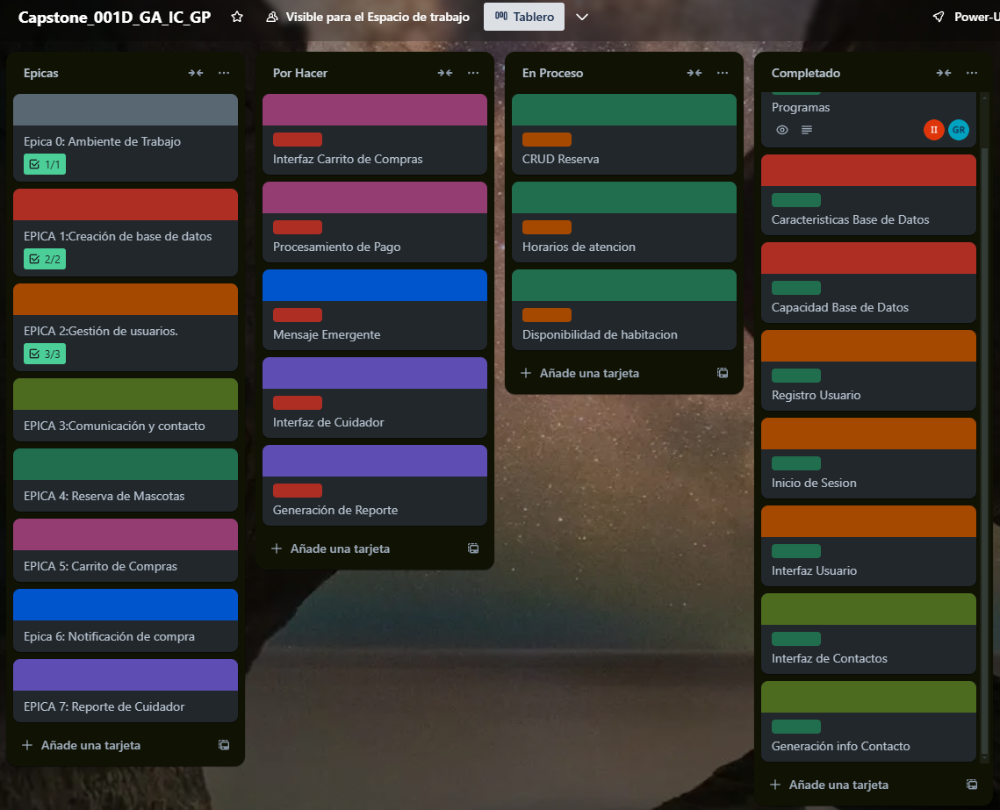 Capstone_001D_GA_IC_GP
Visible para el Espacio de trabajo
Tablero
Power-U
Epicas
Epica 0: Ambiente de Trabajo
1/1
EPICA 1:Creación de base de datos
2/2
EPICA 2:Gestión de usuarios.
3/3
EPICA 3:Comunicación y contacto
EPICA 4: Reserva de Mascotas
EPICA 5: Carrito de Compras
Epica 6: Notificación de compra
EPICA 7: Reporte de Cuidador
Añade una tarjeta
Por Hacer
Interfaz Carrito de Compras
Procesamiento de Pago
Mensaje Emergente
Interfaz de Cuidador
Generación de Reporte
Añade una tarjeta
En Proceso
CRUD Reserva
Horarios de atencion
Disponibilidad de habitacion
Añade una tarjeta
Completado
Programas
II
GR
Caracteristicas Base de Datos
Capacidad Base de Datos
Registro Usuario
Inicio de Sesion
Interfaz Usuario
Interfaz de Contactos
Generación info Contacto
Añade una tarjeta